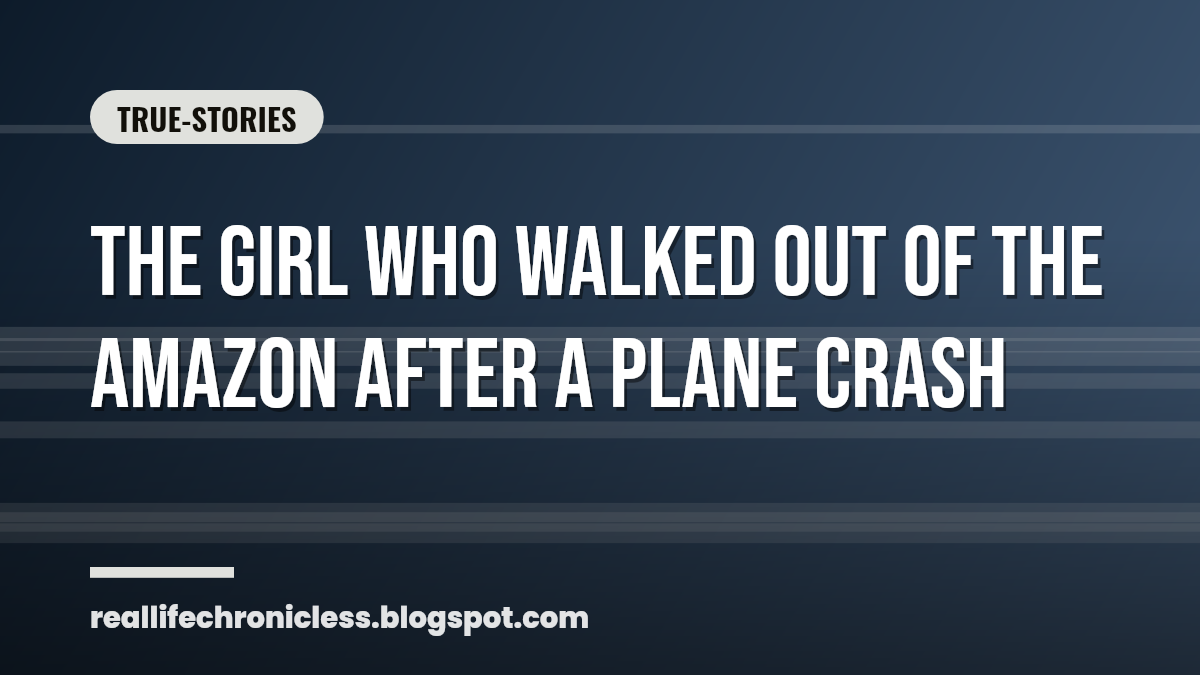 TRUE-STORIES
THE GIRL WHO WALKED OUT OF THE
AMAZON AFTER A PLANE CRASH
reallifechronicless.blogspot.com